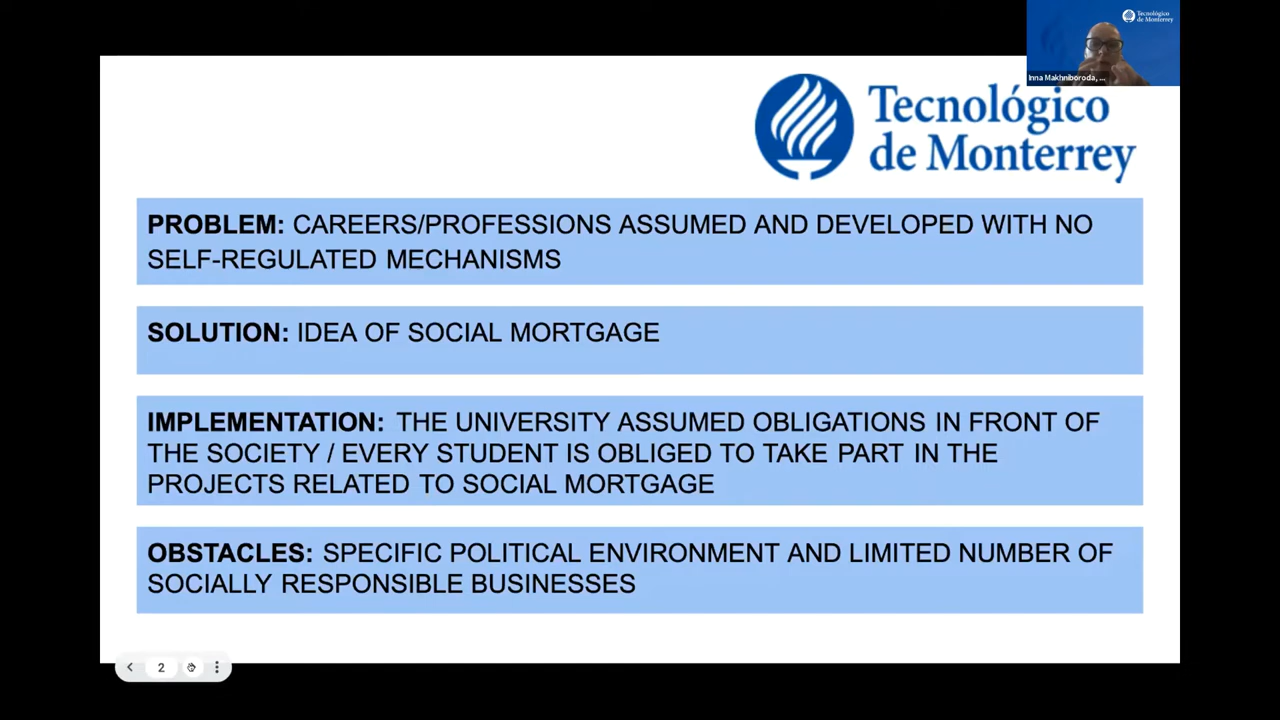 Tecnológico
de Monterrey
Inna Makhniboroda, ...
Tecnológico
de Monterrey
PROBLEM: CAREERS/PROFESSIONS ASSUMED AND DEVELOPED WITH NO
SELF-REGULATED MECHANISMS
SOLUTION: IDEA OF SOCIAL MORTGAGE
IMPLEMENTATION: THE UNIVERSITY ASSUMED OBLIGATIONS IN FRONT OF
THE SOCIETY / EVERY STUDENT IS OBLIGED TO TAKE PART IN THE
PROJECTS RELATED TO SOCIAL MORTGAGE
OBSTACLES: SPECIFIC POLITICAL ENVIRONMENT AND LIMITED NUMBER OF
SOCIALLY RESPONSIBLE BUSINESSES
2